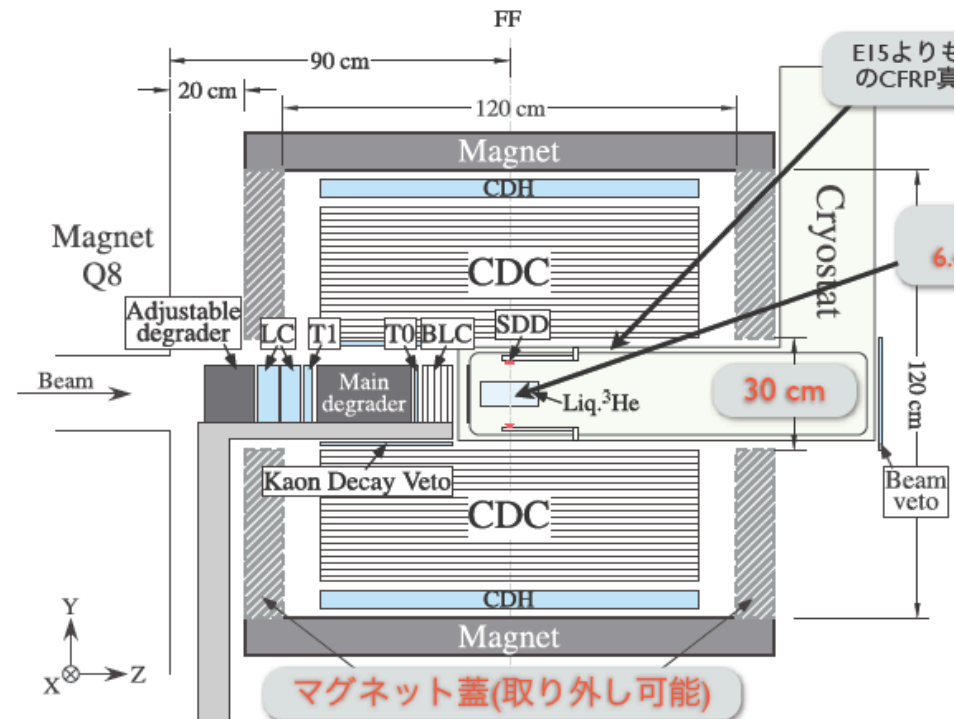 FF
90 cm
E15よりも
のCFRP真
20 cm
120 cm
Magnet
CDH
Magnet
Q8
CDC
Cryostat
6.
Adjustable
degrader
LC
T1
T0
BLC
SDD
Beam
Main
degrader
Liq.³He
30 cm
120 cm
Kaon Decay Veto
Beam
veto
CDC
CDH
Y
X
Z
Magnet
マグネット蓋(取り外し可能)